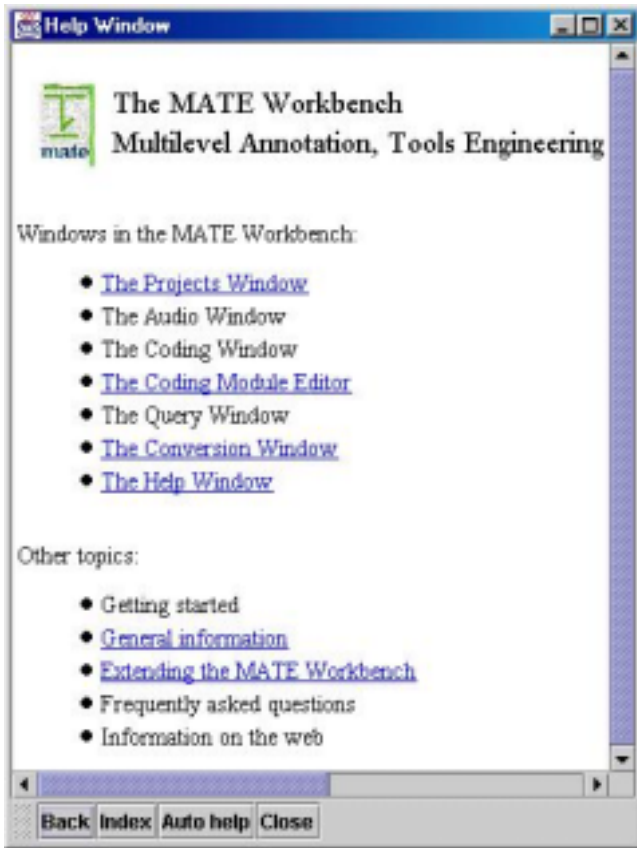 Help Window
The MATE Workbench
mate
Multilevel Annotation, Tools Engineering
Windows in the MATE Workbench:
The Projects Window
The Audio Window
The Coding Window
The Coding Module Editor
The Query Window
The Conversion Window
The Help Window
Other topics:
Getting started
General information
Extending the MATE Workbench
Frequently asked questions
Information on the web
Back Index Auto help Close